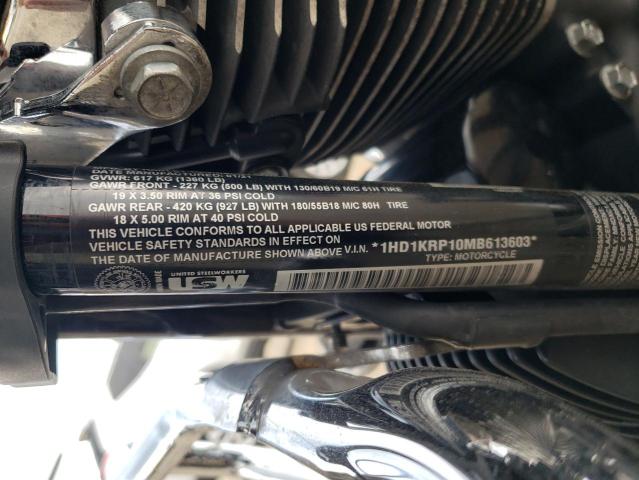 DATE MANUFACTURED: 01/21
GVWR: 617 KG (1360 LB)
GAWR FRONT - 227 KG (500 LB) WITH 130/60B19 M/C 61H TIRE
19 X 3.50 RIM AT 36 PSI COLD
GAWR REAR - 420 KG (927 LB) WITH 180/55B18 M/C 80H TIRE
18 X 5.00 RIM AT 40 PSI COLD
THIS VEHICLE CONFORMS TO ALL APPLICABLE US FEDERAL MOTOR
VEHICLE SAFETY STANDARDS IN EFFECT ON
THE DATE OF MANUFACTURE SHOWN ABOVE V.I.N. *1HD1KRP10MB613603*
TYPE: MOTORCYCLE
UNITED STEELWORKERS
USW